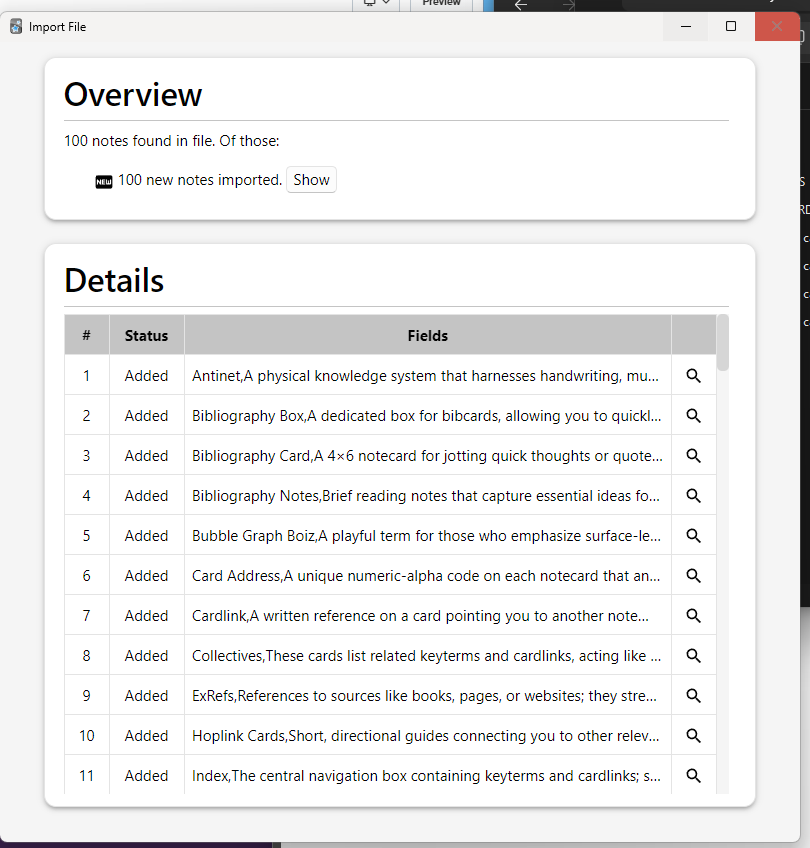 Preview
Import File
Overview
100 notes found in file. Of those:
NEW 100 new notes imported. Show
Details
# Status Fields
1 Added Antinet,A physical knowledge system that harnesses handwriting, mu...
2 Added Bibliography Box,A dedicated box for bibcards, allowing you to quickl...
3 Added Bibliography Card,A 4×6 notecard for jotting quick thoughts or quote...
4 Added Bibliography Notes,Brief reading notes that capture essential ideas fo...
5 Added Bubble Graph Boiz,A playful term for those who emphasize surface-le...
6 Added Card Address,A unique numeric-alpha code on each notecard that an...
7 Added Cardlink,A written reference on a card pointing you to another note...
8 Added Collectives,These cards list related keyterms and cardlinks, acting like ...
9 Added ExRefs,References to sources like books, pages, or websites; they stre...
10 Added Hoplink Cards,Short, directional guides connecting you to other relev...
11 Added Index,The central navigation box containing keyterms and cardlinks; s...